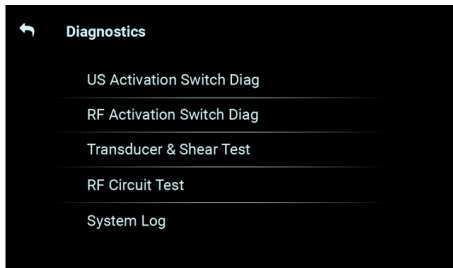 Diagnostics
US Activation Switch Diag
RF Activation Switch Diag
Transducer & Shear Test
RF Circuit Test
System Log